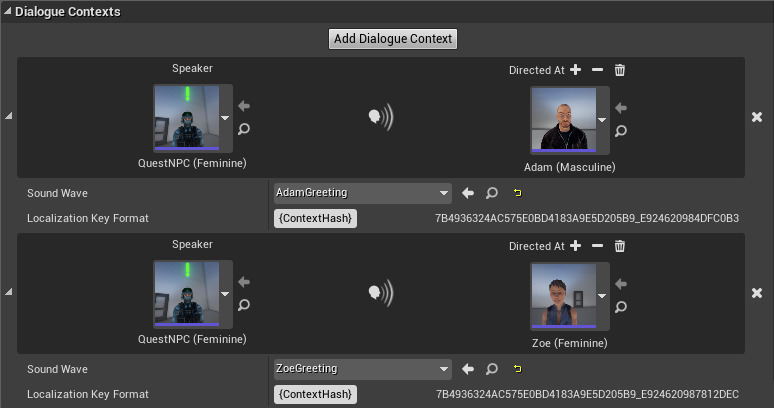 Dialogue Contexts
Add Dialogue Context
Speaker
Directed At
QuestNPC (Feminine)
Adam (Masculine)
Sound Wave
AdamGreeting
Localization Key Format
{ContextHash}
7B4936324AC575E0BD4183A9E5D205B9_E924620984DFC0B3
Speaker
Directed At
QuestNPC (Feminine)
Zoe (Feminine)
Sound Wave
ZoeGreeting
Localization Key Format
{ContextHash}
7B4936324AC575E0BD4183A9E5D205B9_E924620987812DEC